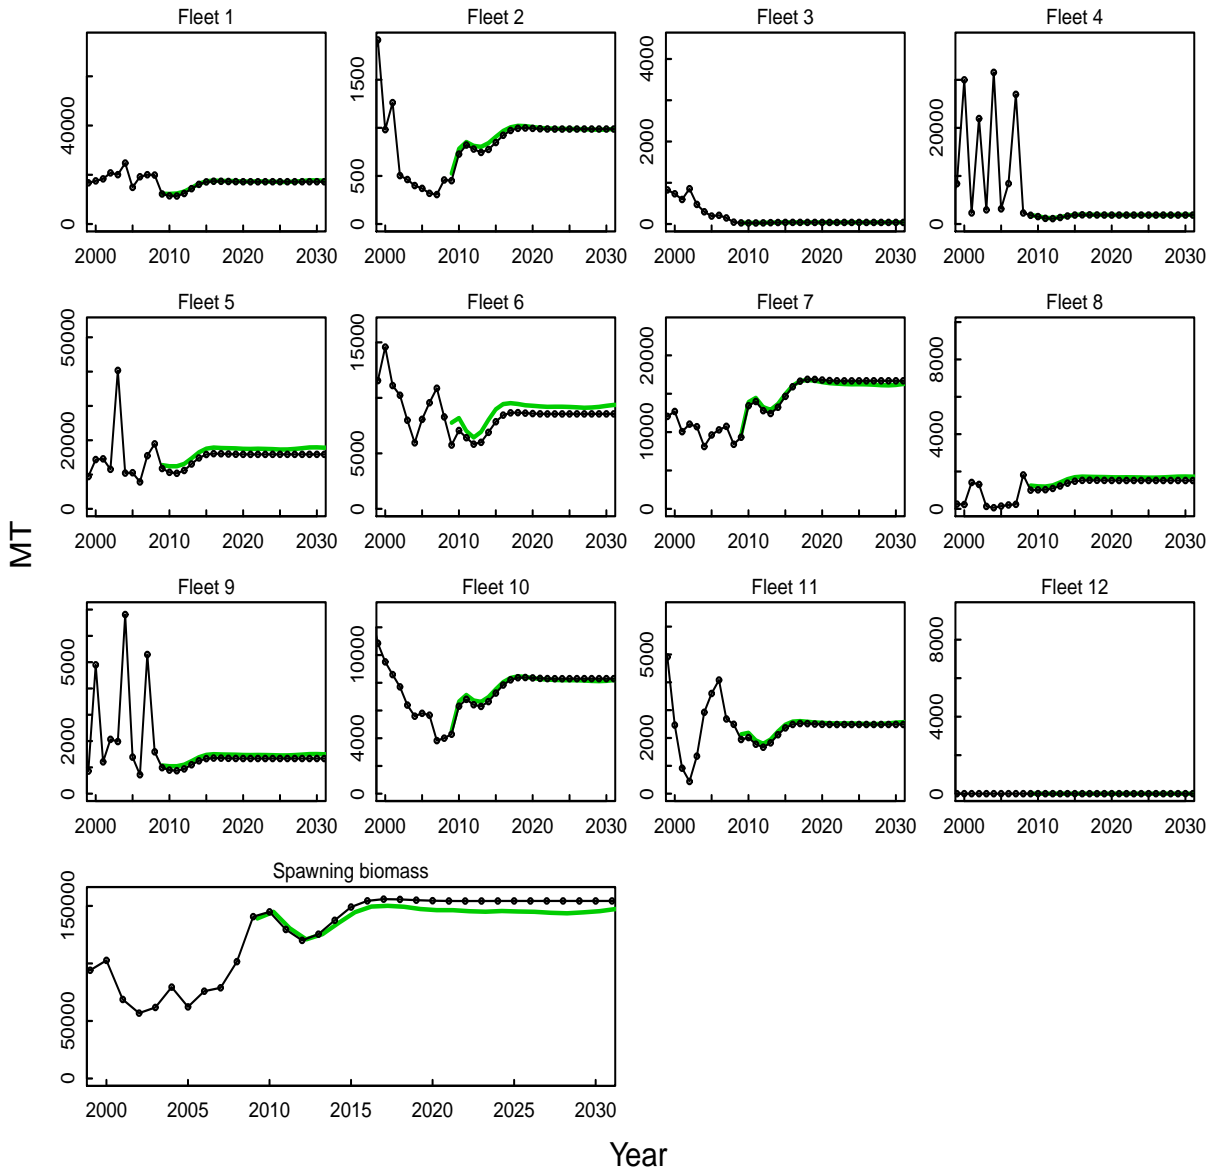 Fleet 1
Fleet 2
Fleet 3
Fleet 4
0 40000
0 500 1500
0 2000 4000
0 20000
2000 2010 2020 2030
2000 2010 2020 2030
2000 2010 2020 2030
2000 2010 2020 2030
Fleet 5
Fleet 6
Fleet 7
Fleet 8
0 20000 50000
0 5000 15000
0 10000 20000
0 4000 8000
2000 2010 2020 2030
2000 2010 2020 2030
2000 2010 2020 2030
2000 2010 2020 2030
MT
Fleet 9
Fleet 10
Fleet 11
Fleet 12
0 2000 5000
0 4000 10000
0 2000 5000
0 4000 8000
2000 2010 2020 2030
2000 2010 2020 2030
2000 2010 2020 2030
2000 2010 2020 2030
Spawning biomass
0 50000 150000
2000 2005 2010 2015 2020 2025 2030
Year